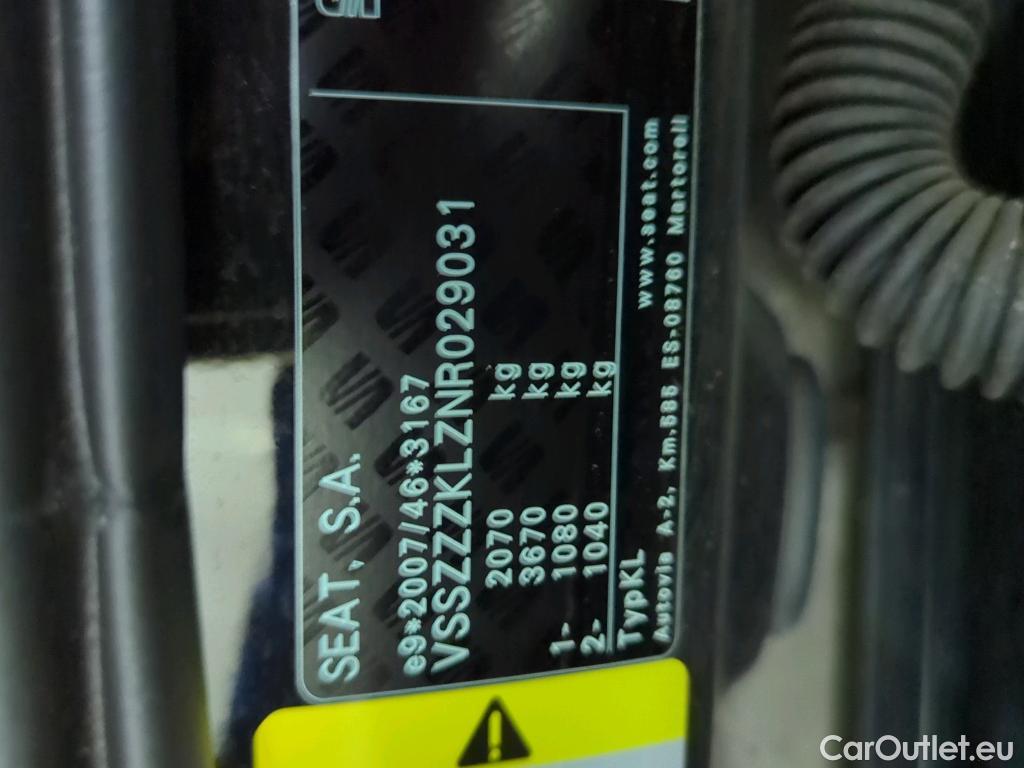 SEAT, S.A.
e9*2007/46*3167
VSSZZZKLZNR029031
2070 kg
3670 kg
1- 1080 kg
2- 1040 kg
TypKL
www.seat.com
Autovia A-2, Km.585 ES-08760 Martorell
CarOutlet.eu